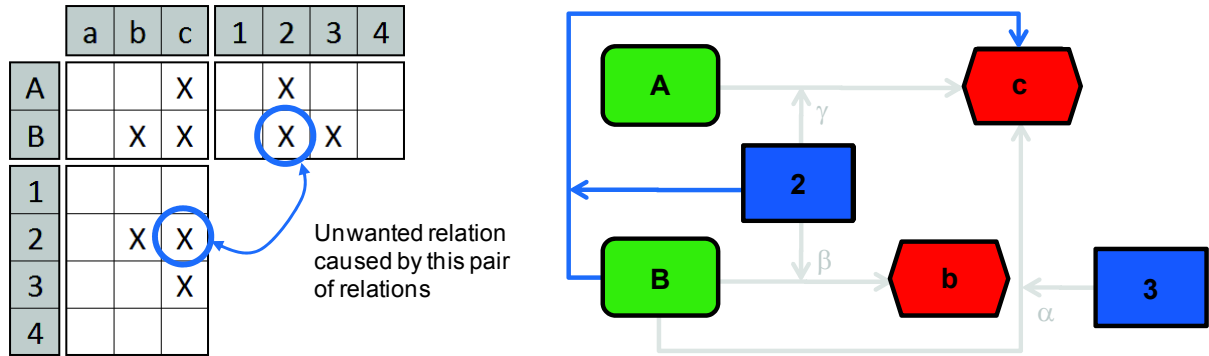 a b c 1 2 3 4
A X X
B X X X X
1
2 X X
3 X
4
Unwanted relation
caused by this pair
of relations
A c
γ
2
B β b 3
α